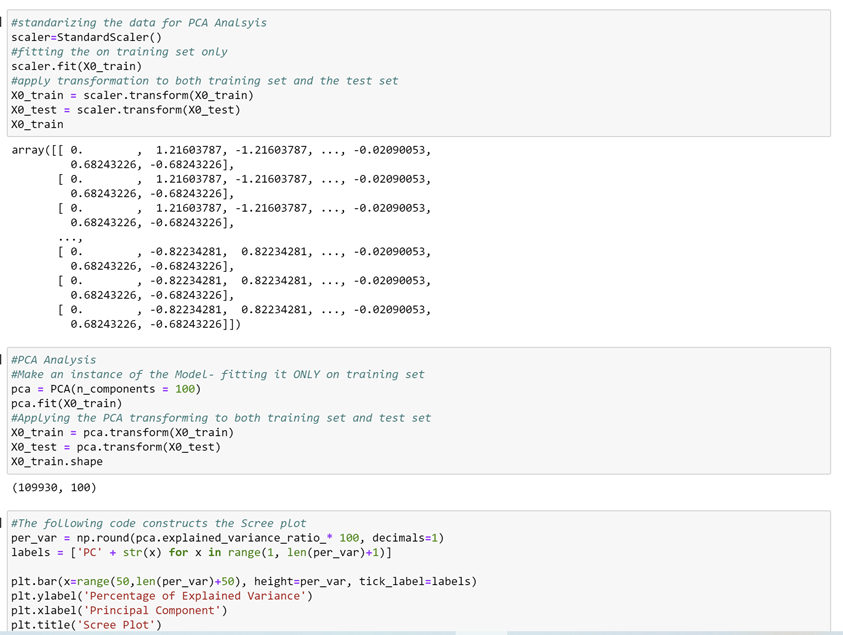 #standarizing the data for PCA Analsyis
scaler=StandardScaler()
#fitting the on training set only
scaler.fit(X0_train)
#apply transformation to both training set and the test set
X0_train = scaler.transform(X0_train)
X0_test = scaler.transform(X0_test)
X0_train
array([[ 0.        ,  1.21603787, -1.21603787, ..., -0.02090053,
         0.68243226, -0.68243226],
       [ 0.        ,  1.21603787, -1.21603787, ..., -0.02090053,
         0.68243226, -0.68243226],
       [ 0.        ,  1.21603787, -1.21603787, ..., -0.02090053,
         0.68243226, -0.68243226],
       ...,
       [ 0.        , -0.82234281,  0.82234281, ..., -0.02090053,
         0.68243226, -0.68243226],
       [ 0.        , -0.82234281,  0.82234281, ..., -0.02090053,
         0.68243226, -0.68243226],
       [ 0.        , -0.82234281,  0.82234281, ..., -0.02090053,
         0.68243226, -0.68243226]])
#PCA Analysis
#Make an instance of the Model- fitting it ONLY on training set
pca = PCA(n_components = 100)
pca.fit(X0_train)
#Applying the PCA transforming to both training set and test set
X0_train = pca.transform(X0_train)
X0_test = pca.transform(X0_test)
X0_train.shape
(109930, 100)
#The following code constructs the Scree plot
per_var = np.round(pca.explained_variance_ratio_* 100, decimals=1)
labels = ['PC' + str(x) for x in range(1, len(per_var)+1)]
plt.bar(x=range(50,len(per_var)+50), height=per_var, tick_label=labels)
plt.ylabel('Percentage of Explained Variance')
plt.xlabel('Principal Component')
plt.title('Scree Plot')